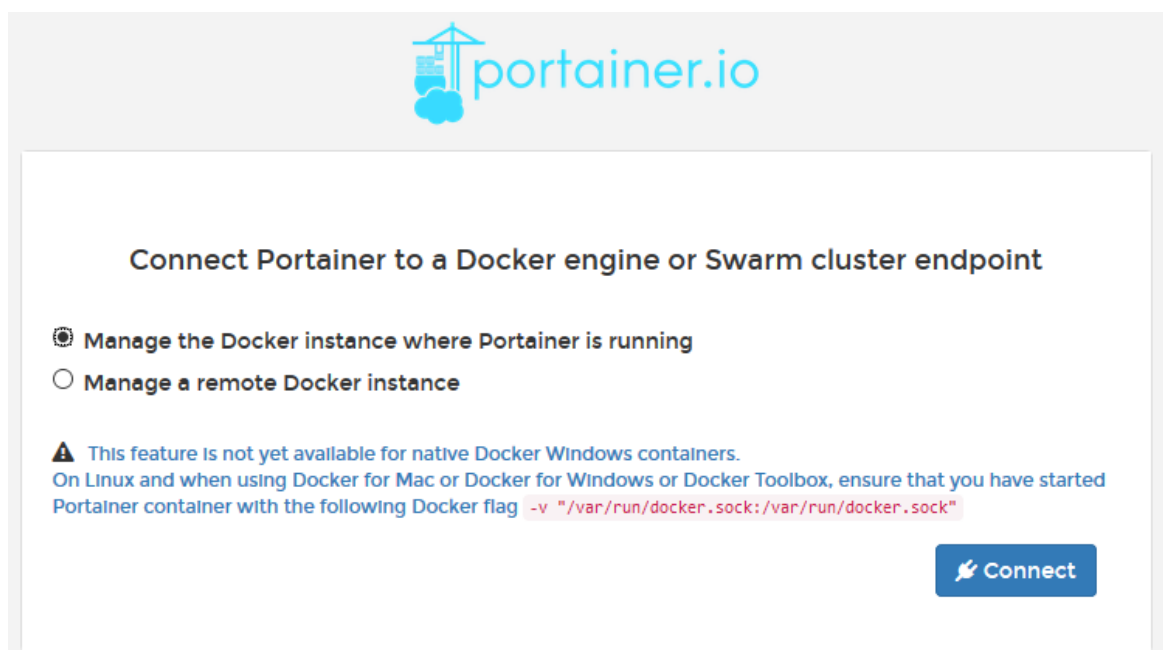 portainer.io
Connect Portainer to a Docker engine or Swarm cluster endpoint
Manage the Docker instance where Portainer is running
Manage a remote Docker instance
This feature is not yet available for native Docker Windows containers.
On Linux and when using Docker for Mac or Docker for Windows or Docker Toolbox, ensure that you have started
Portainer container with the following Docker flag -v "/var/run/docker.sock:/var/run/docker.sock"
Connect